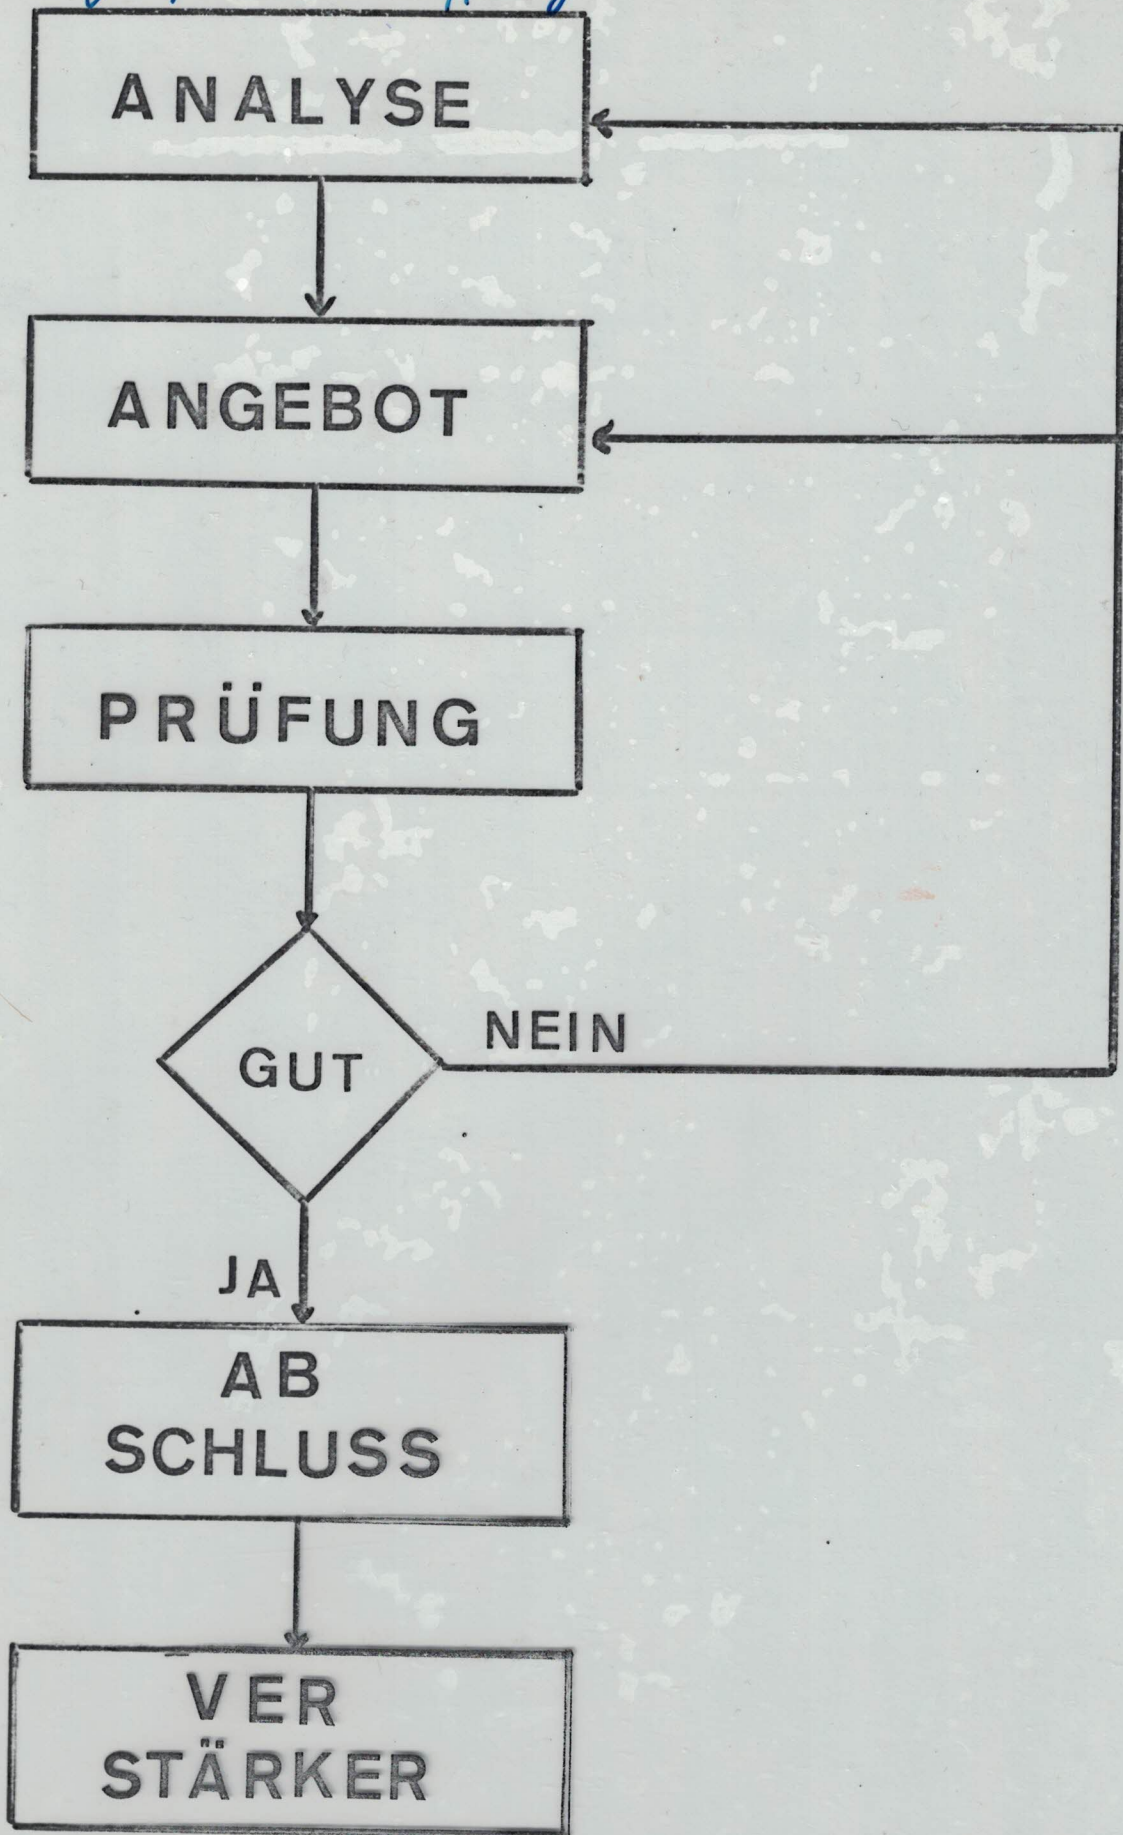 ANALYSE
ANGEBOT
PRÜFUNG
GUT
NEIN
JA
AB
SCHLUSS
VER
STÄRKER